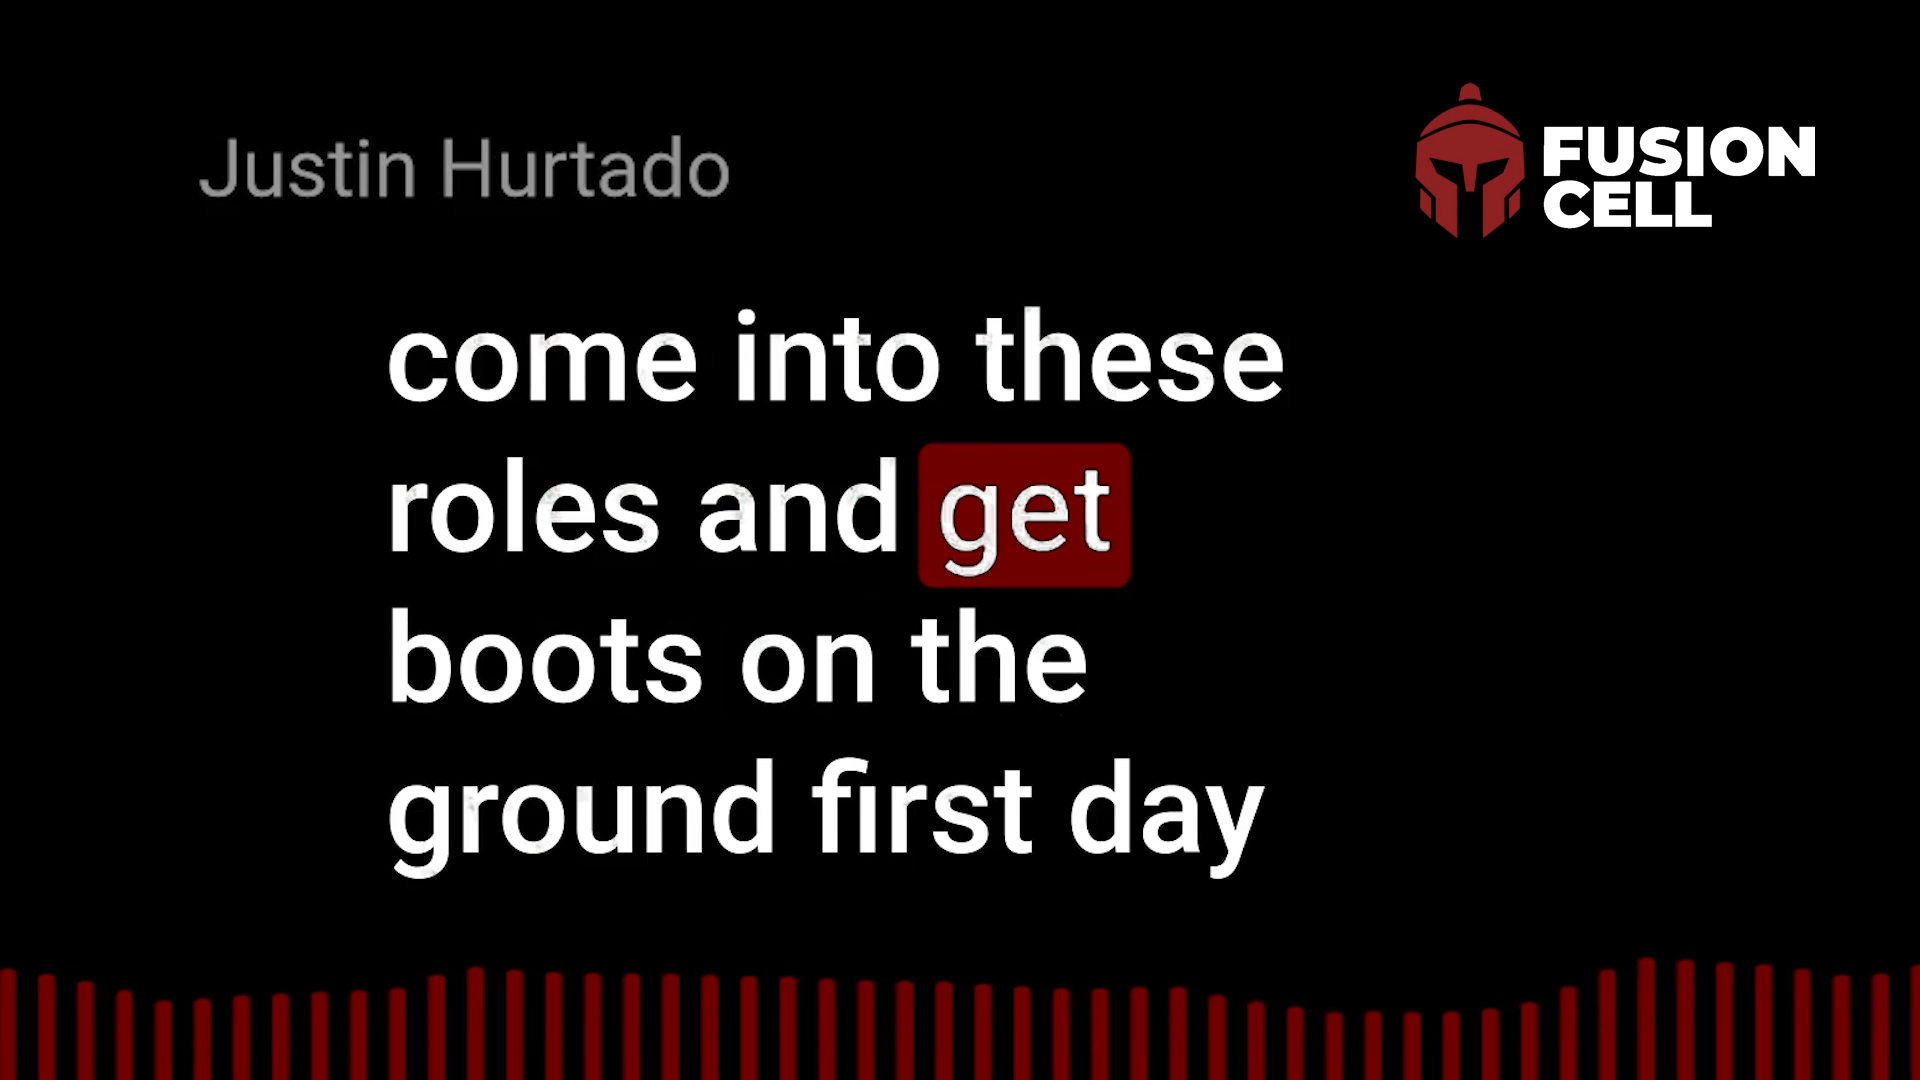 Justin Hurtado
FUSION
CELL
come into these
roles and get
boots on the
ground first day